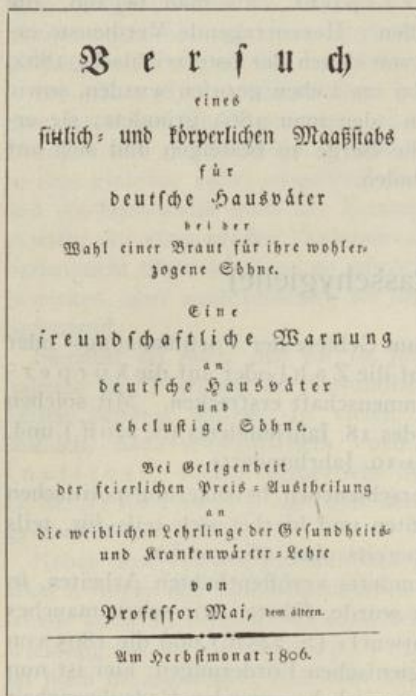 Versuch
eines
sittlich- und körperlichen Maaßstabs
für
deutsche Hausväter
bei der
Wahl einer Braut für ihre wohler-
zogene Söhne.
Eine
freundschaftliche Warnung
an
deutsche Hausväter
und
ehelustige Söhne.
Bei Gelegenheit
der feierlichen Preis-Austheilung
an
die weiblichen Lehrlinge der Gesundheits-
und Krankenwärter-Lehre
von
Professor Mai, dem ältern.
Am Herbstmonat 1806.